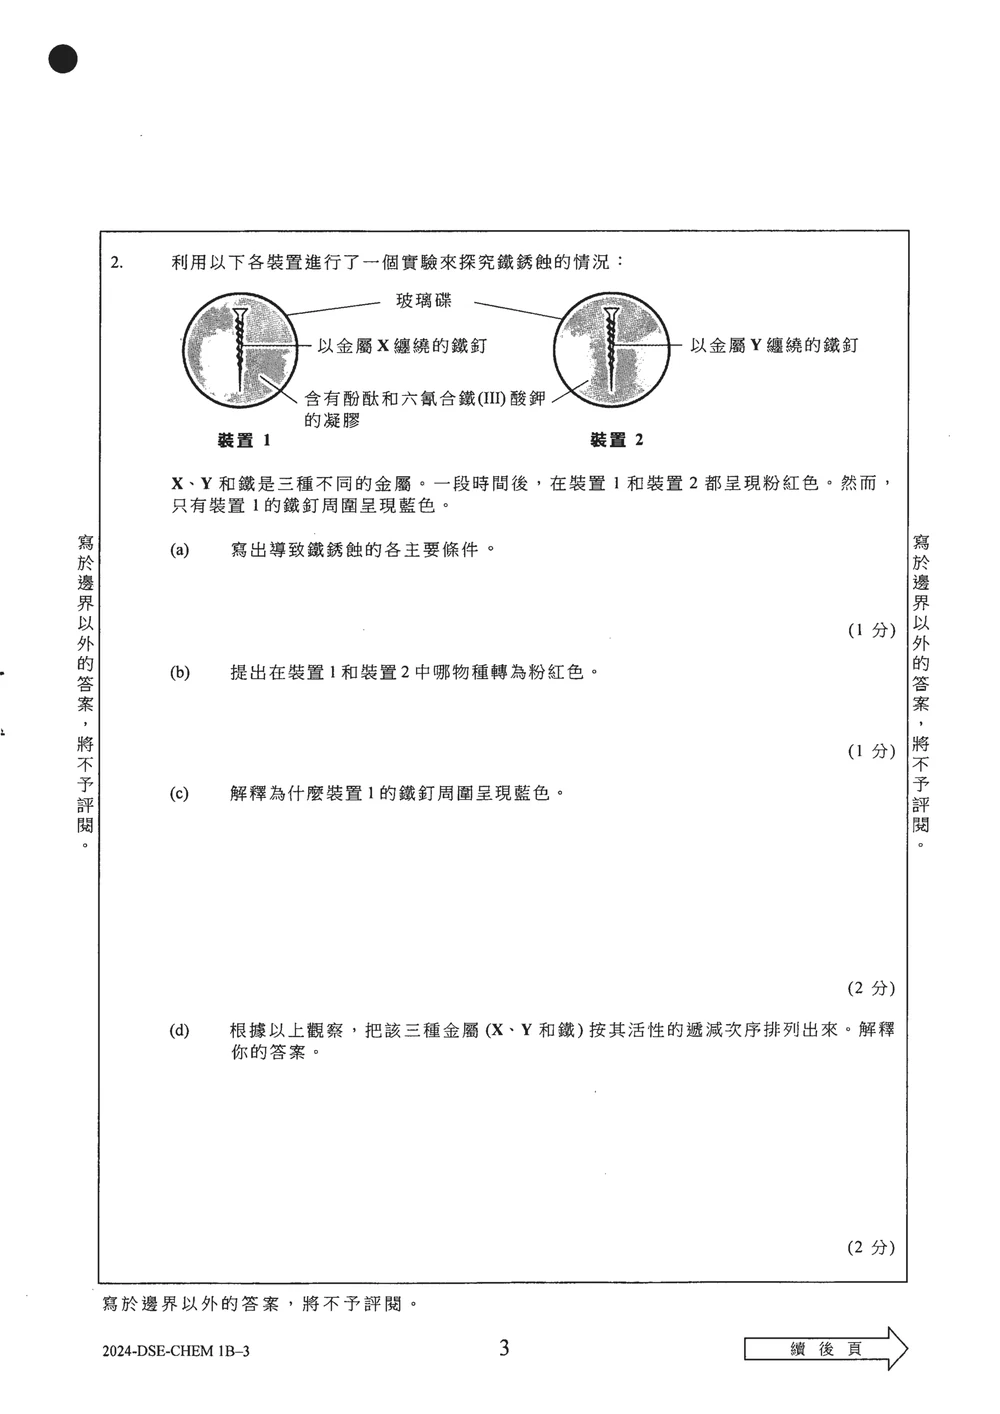 2. 利用以下各裝置進行了一個實驗來探究鐵銹蝕的情況：
玻璃碟
以金屬 X 纏繞的鐵釘
以金屬 Y 纏繞的鐵釘
含有酚酞和六氰合鐵(III)酸鉀
的凝膠
裝置 1
裝置 2
X、Y 和鐵是三種不同的金屬。一段時間後，在裝置 1 和裝置 2 都呈現粉紅色。然而，
只有裝置 1 的鐵釘周圍呈現藍色。
(a) 寫出導致鐵銹蝕的各主要條件。
(1 分)
(b) 提出在裝置 1 和裝置 2 中哪物種轉為粉紅色。
(1 分)
(c) 解釋為什麼裝置 1 的鐵釘周圍呈現藍色。
(2 分)
(d) 根據以上觀察，把該三種金屬 (X、Y 和鐵) 按其活性的遞減次序排列出來。解釋
你的答案。
(2 分)
寫於邊界以外的答案，將不予評閱。
寫於邊界以外的答案，將不予評閱。
寫於邊界以外的答案，將不予評閱。
2024-DSE-CHEM 1B–3
3
續後頁